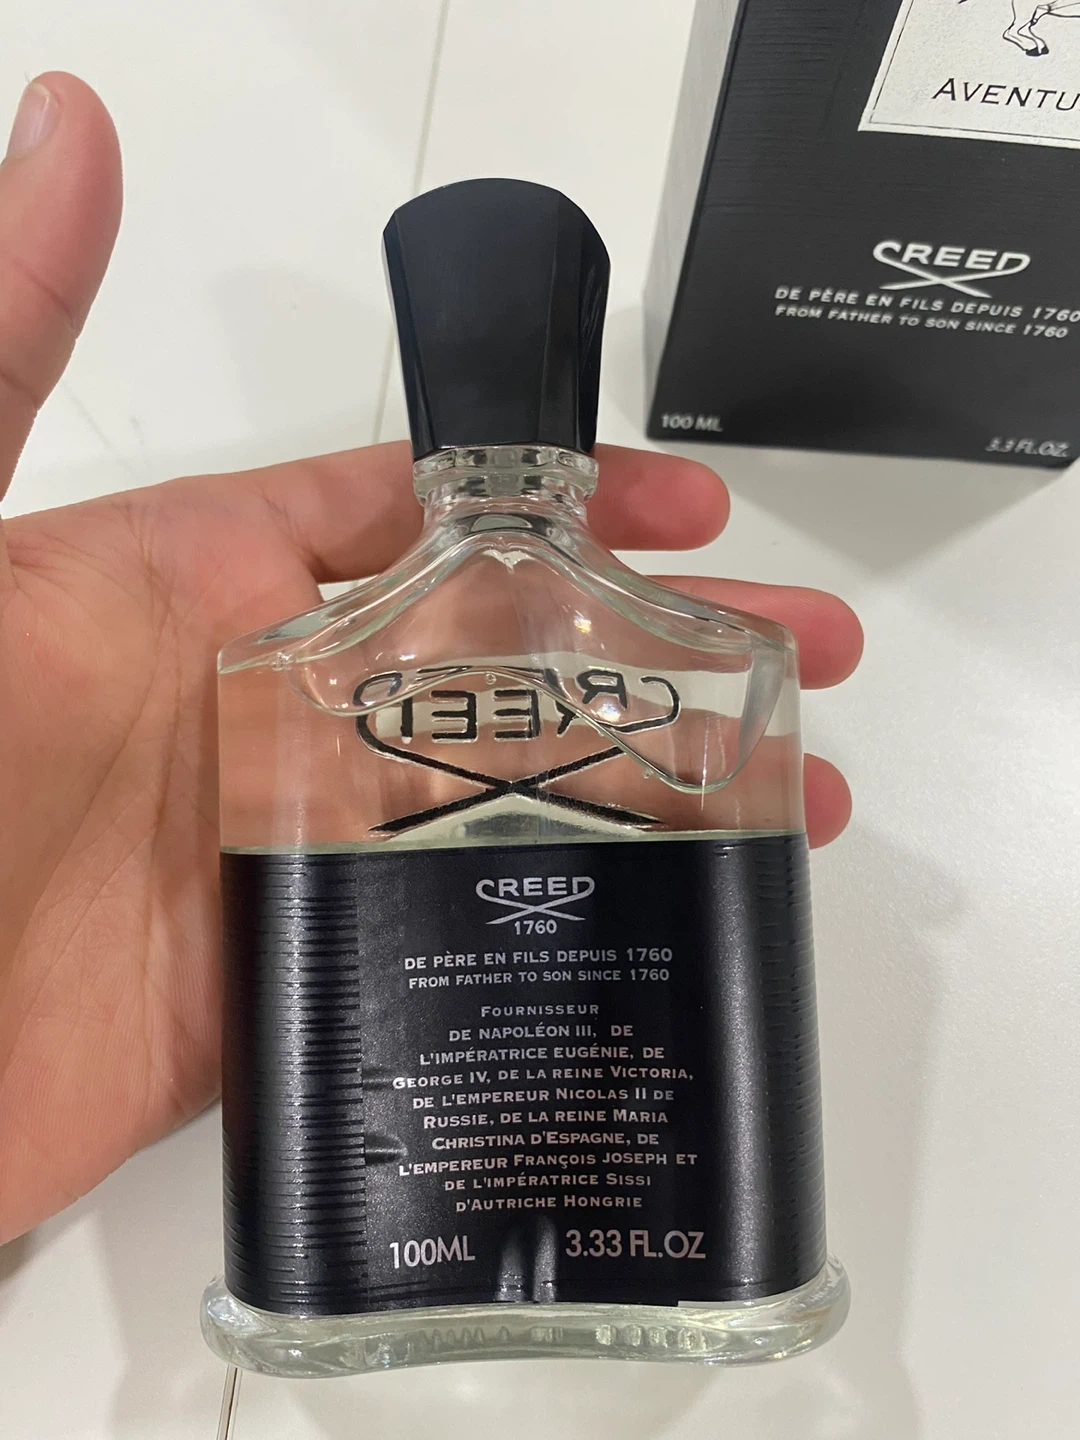 AVENTU
CREED
DE PÈRE EN FILS DEPUIS 1760
FROM FATHER TO SON SINCE 1760
100 ML
3.3 FL.OZ.
CREED
CREED
1760
DE PÈRE EN FILS DEPUIS 1760
FROM FATHER TO SON SINCE 1760
FOURNISSEUR
DE NAPOLÉON III, DE
L'IMPÉRATRICE EUGÉNIE, DE
GEORGE IV, DE LA REINE VICTORIA,
DE L'EMPEREUR NICOLAS II DE
RUSSIE, DE LA REINE MARIA
CHRISTINA D'ESPAGNE, DE
L'EMPEREUR FRANÇOIS JOSEPH ET
DE L'IMPÉRATRICE SISSI
D'AUTRICHE HONGRIE
100ML 3.33 FL.OZ